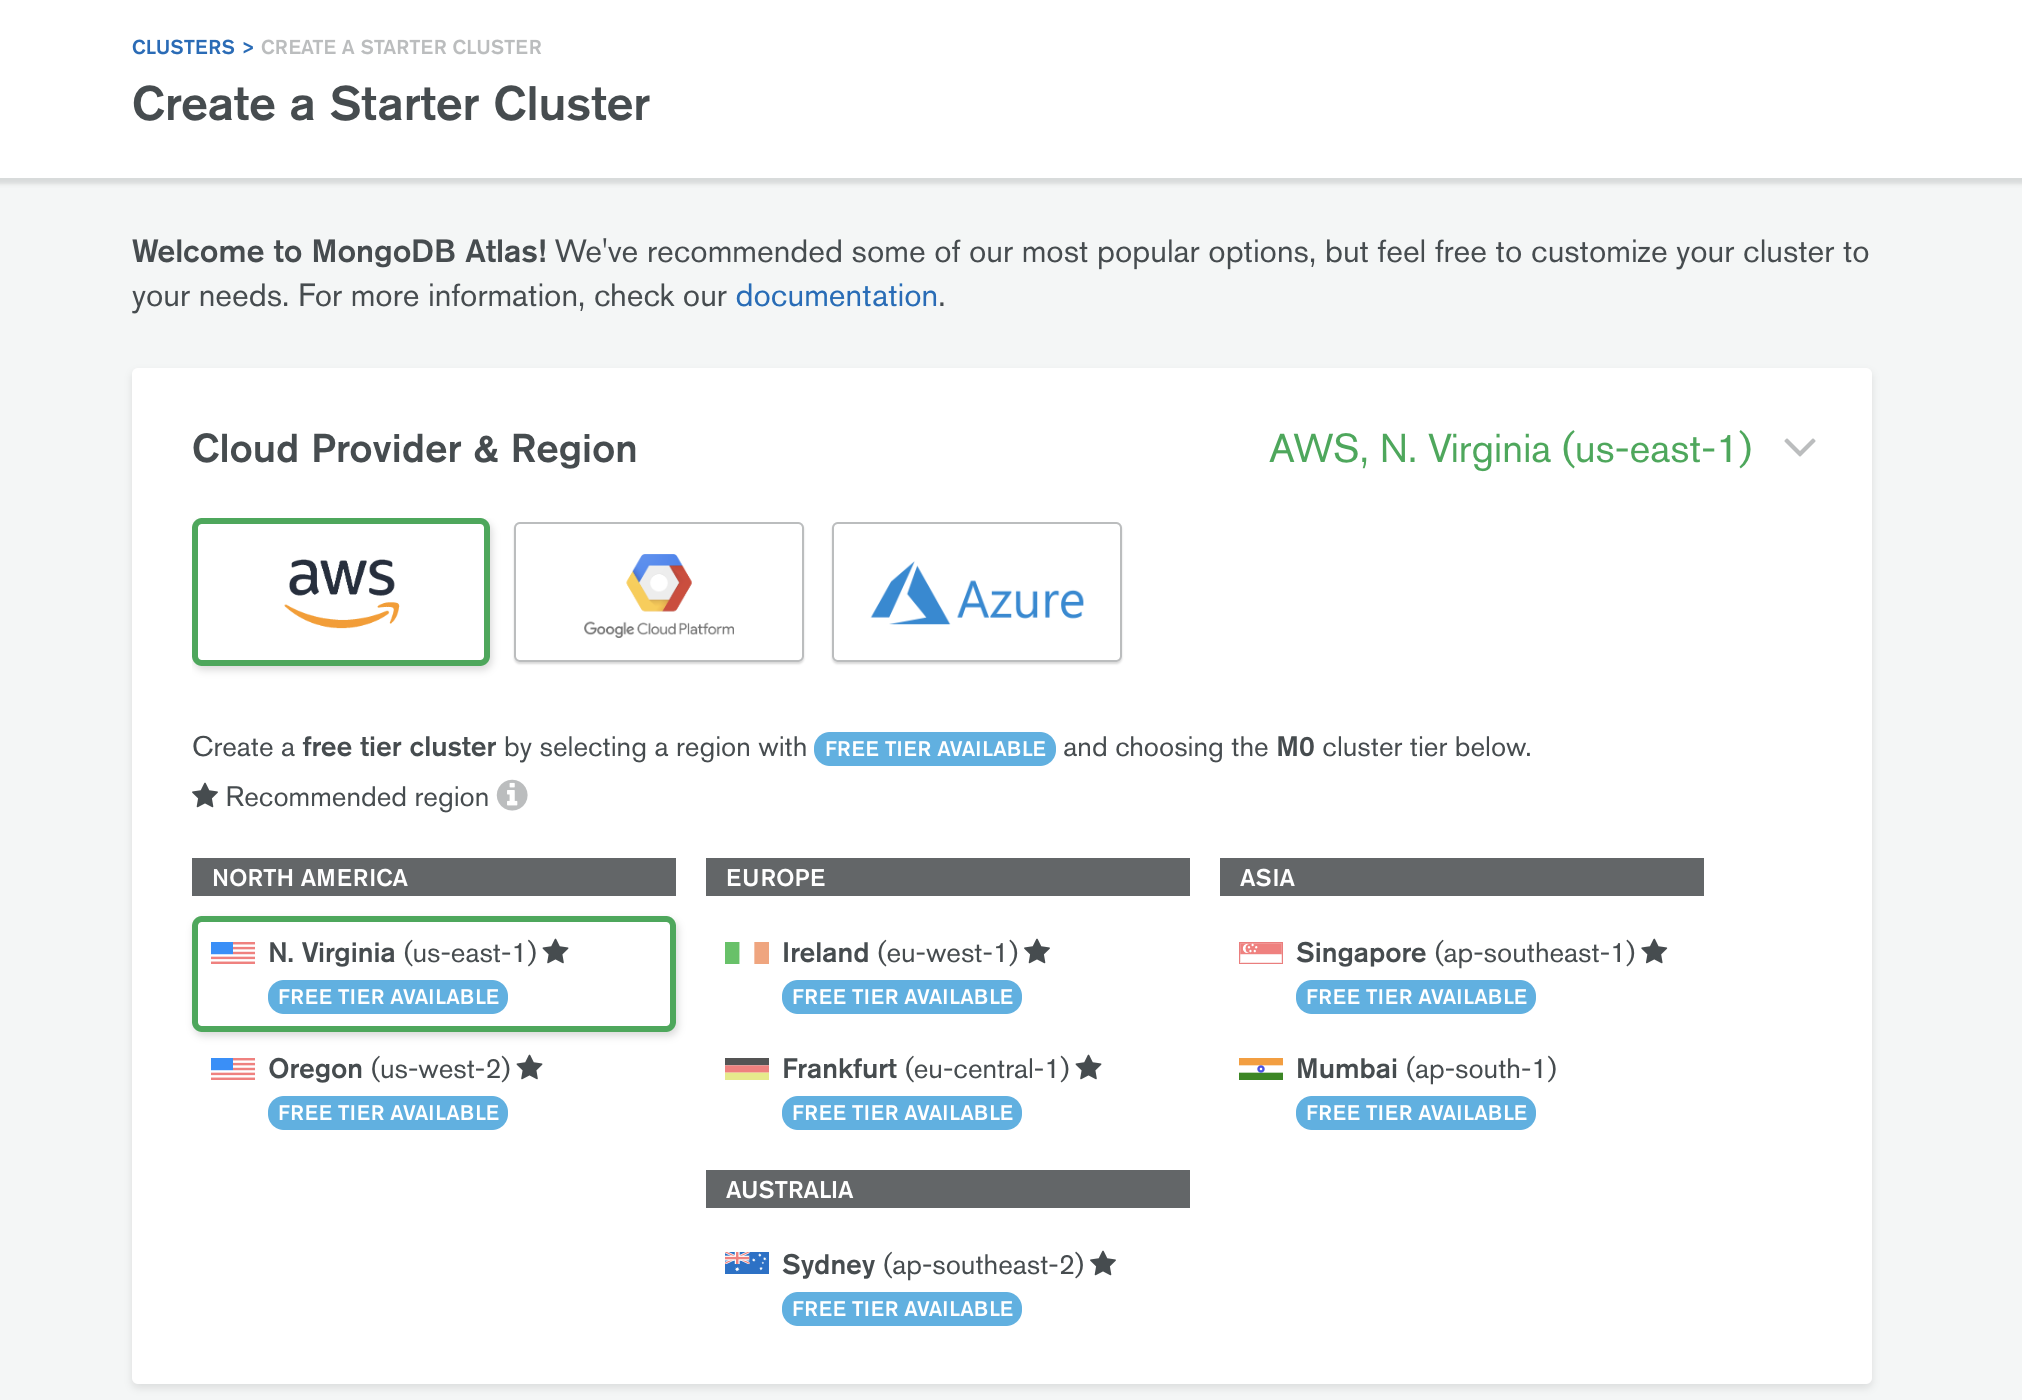 CLUSTERS > CREATE A STARTER CLUSTER
Create a Starter Cluster
Welcome to MongoDB Atlas! We've recommended some of our most popular options, but feel free to customize your cluster to
your needs. For more information, check our documentation.
Cloud Provider & Region
AWS, N. Virginia (us-east-1)
aws
Google Cloud Platform
Azure
Create a free tier cluster by selecting a region with FREE TIER AVAILABLE and choosing the M0 cluster tier below.
★ Recommended region
NORTH AMERICA
N. Virginia (us-east-1) ★
FREE TIER AVAILABLE
Oregon (us-west-2) ★
FREE TIER AVAILABLE
EUROPE
Ireland (eu-west-1) ★
FREE TIER AVAILABLE
Frankfurt (eu-central-1) ★
FREE TIER AVAILABLE
AUSTRALIA
Sydney (ap-southeast-2) ★
FREE TIER AVAILABLE
ASIA
Singapore (ap-southeast-1) ★
FREE TIER AVAILABLE
Mumbai (ap-south-1)
FREE TIER AVAILABLE